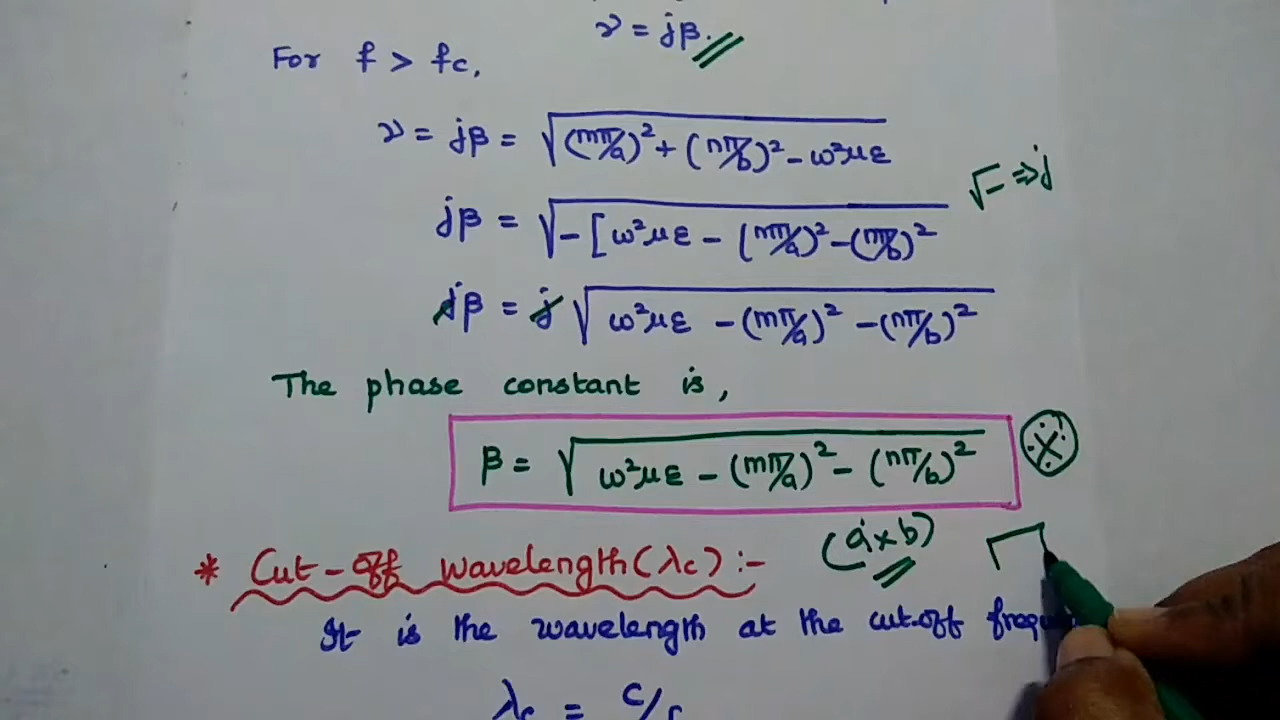 ν = jβ.
For f > fc,
ν = jβ = √(mπ/a)² + (nπ/b)² - ω²με
√- ⇒ j
jβ = √-[ω²με - (mπ/a)² - (nπ/b)²
jβ = j √ω²με - (mπ/a)² - (nπ/b)²
The phase constant is,
β = √ω²με - (mπ/a)² - (nπ/b)²
(a×b)
* Cut-off wavelength(λc) :-
It is the wavelength at the cut.off
λc = c/